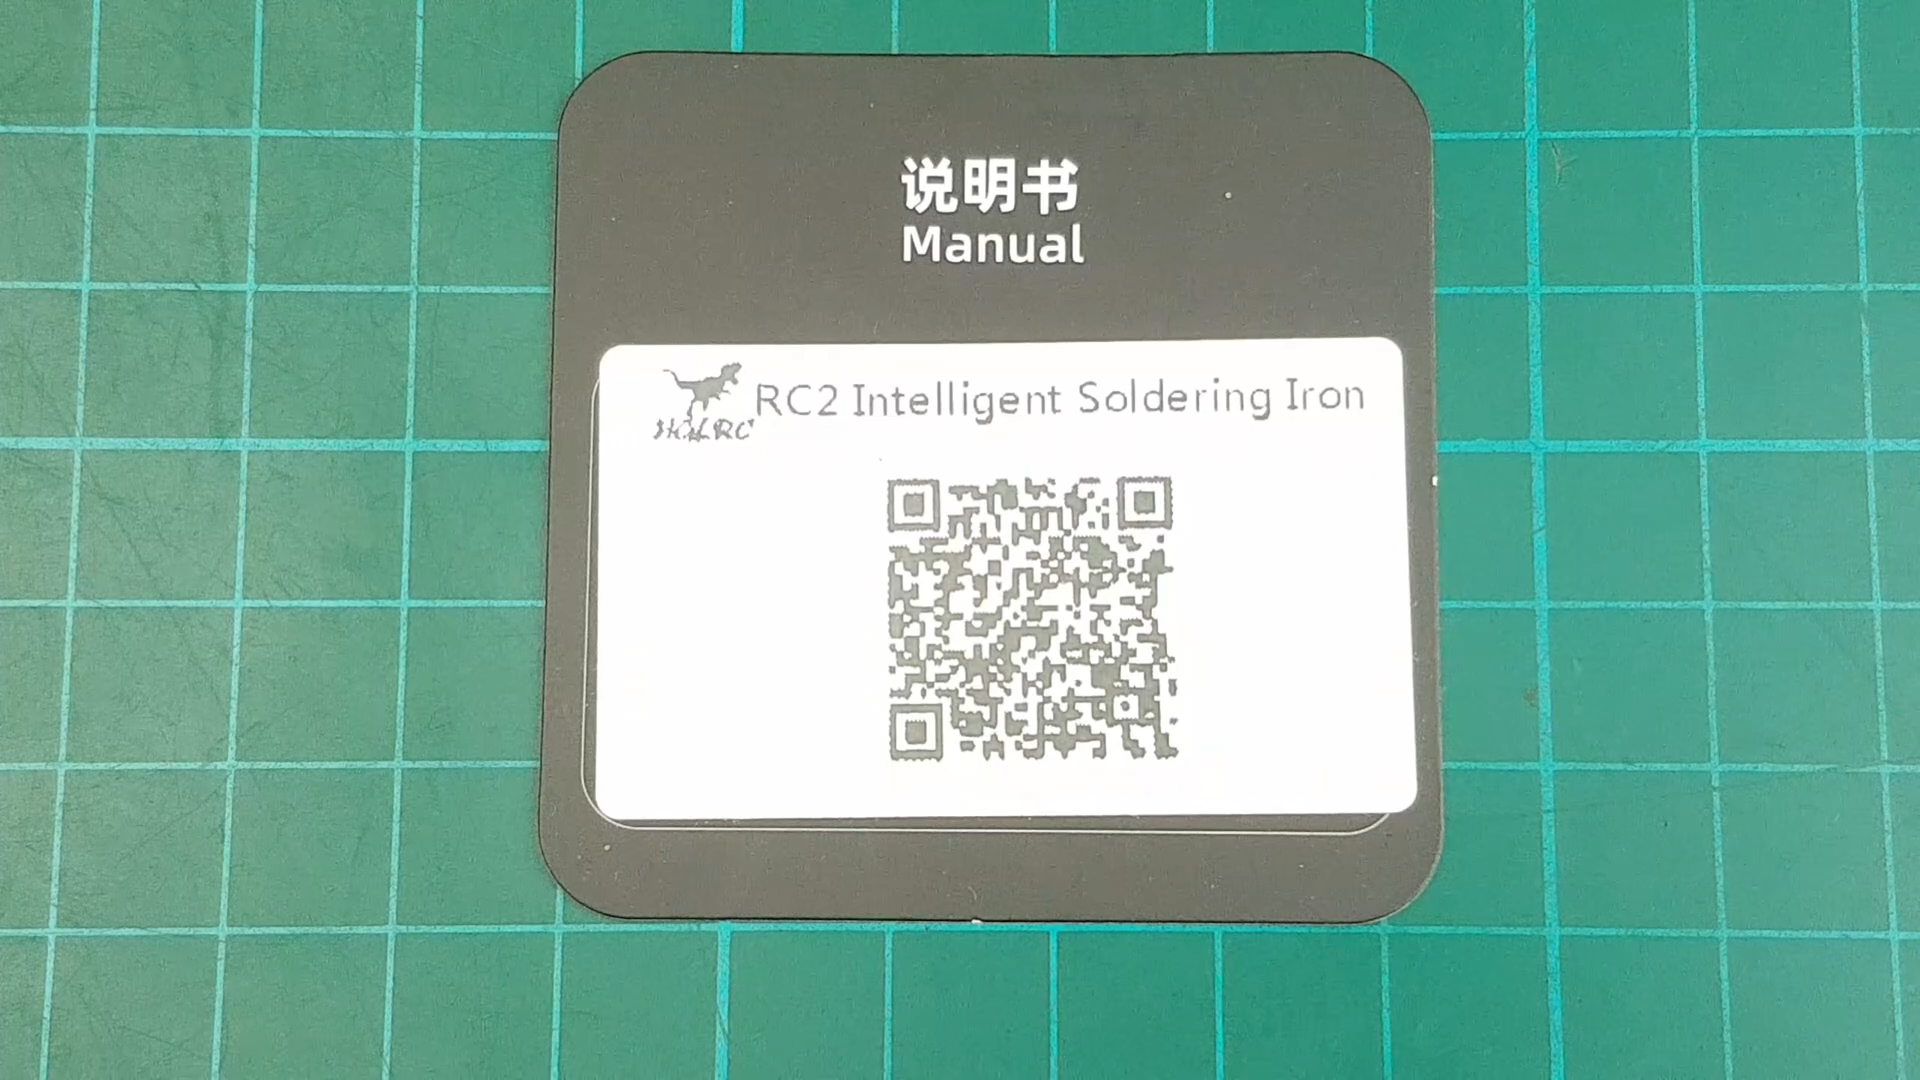 说明书
Manual
RC2 Intelligent Soldering Iron